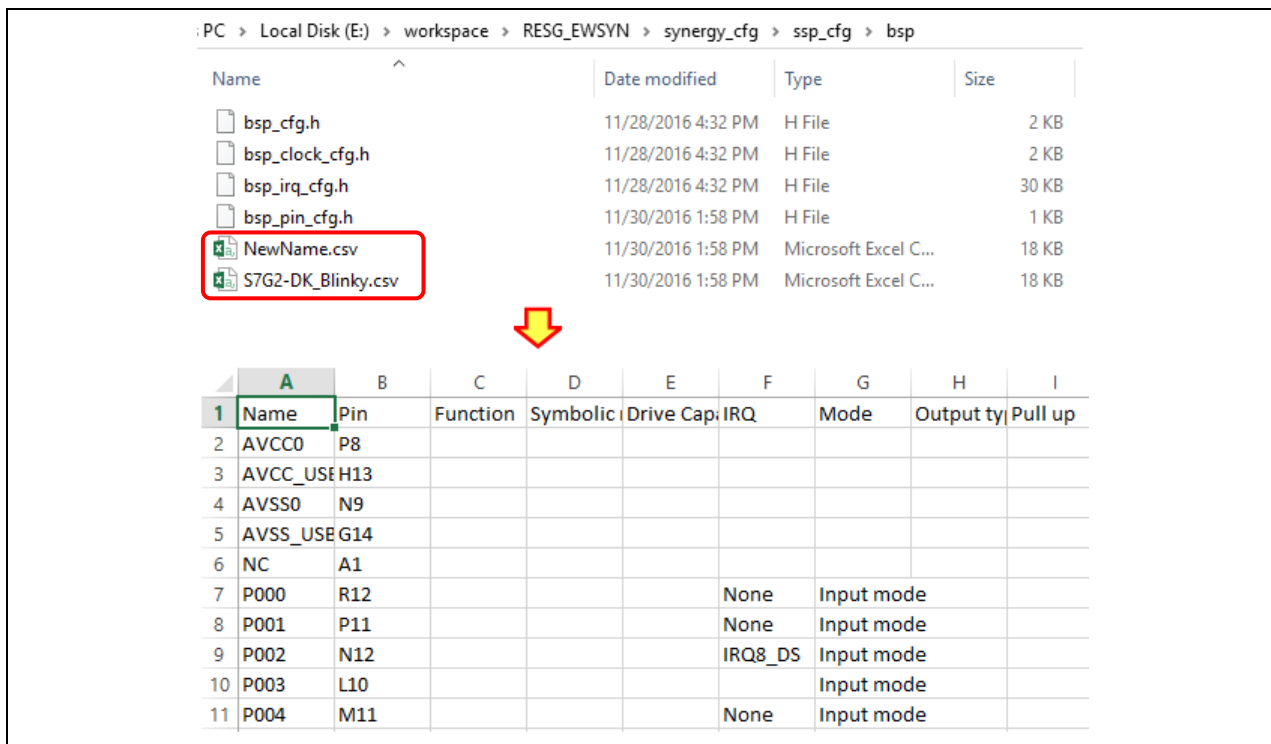 PC > Local Disk (E:) > workspace > RESG_EWSYN > synergy_cfg > ssp_cfg > bsp
Name Date modified Type Size
bsp_cfg.h 11/28/2016 4:32 PM H File 2 KB
bsp_clock_cfg.h 11/28/2016 4:32 PM H File 2 KB
bsp_irq_cfg.h 11/28/2016 4:32 PM H File 30 KB
bsp_pin_cfg.h 11/30/2016 1:58 PM H File 1 KB
NewName.csv 11/30/2016 1:58 PM Microsoft Excel C... 18 KB
S7G2-DK_Blinky.csv 11/30/2016 1:58 PM Microsoft Excel C... 18 KB
A B C D E F G H I
1 Name Pin Function Symbolic Drive Capa IRQ Mode Output ty Pull up
2 AVCC0 P8
3 AVCC_USB H13
4 AVSS0 N9
5 AVSS_USB G14
6 NC A1
7 P000 R12 None Input mode
8 P001 P11 None Input mode
9 P002 N12 IRQ8_DS Input mode
10 P003 L10 Input mode
11 P004 M11 None Input mode